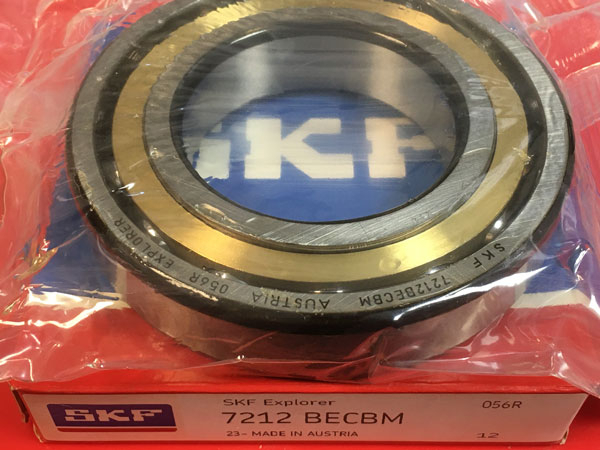 SKF
SKF 7212BECBM AUSTRIA 056R EXPLORER
SKF
SKF Explorer
7212 BECBM
23- MADE IN AUSTRIA
056R
12